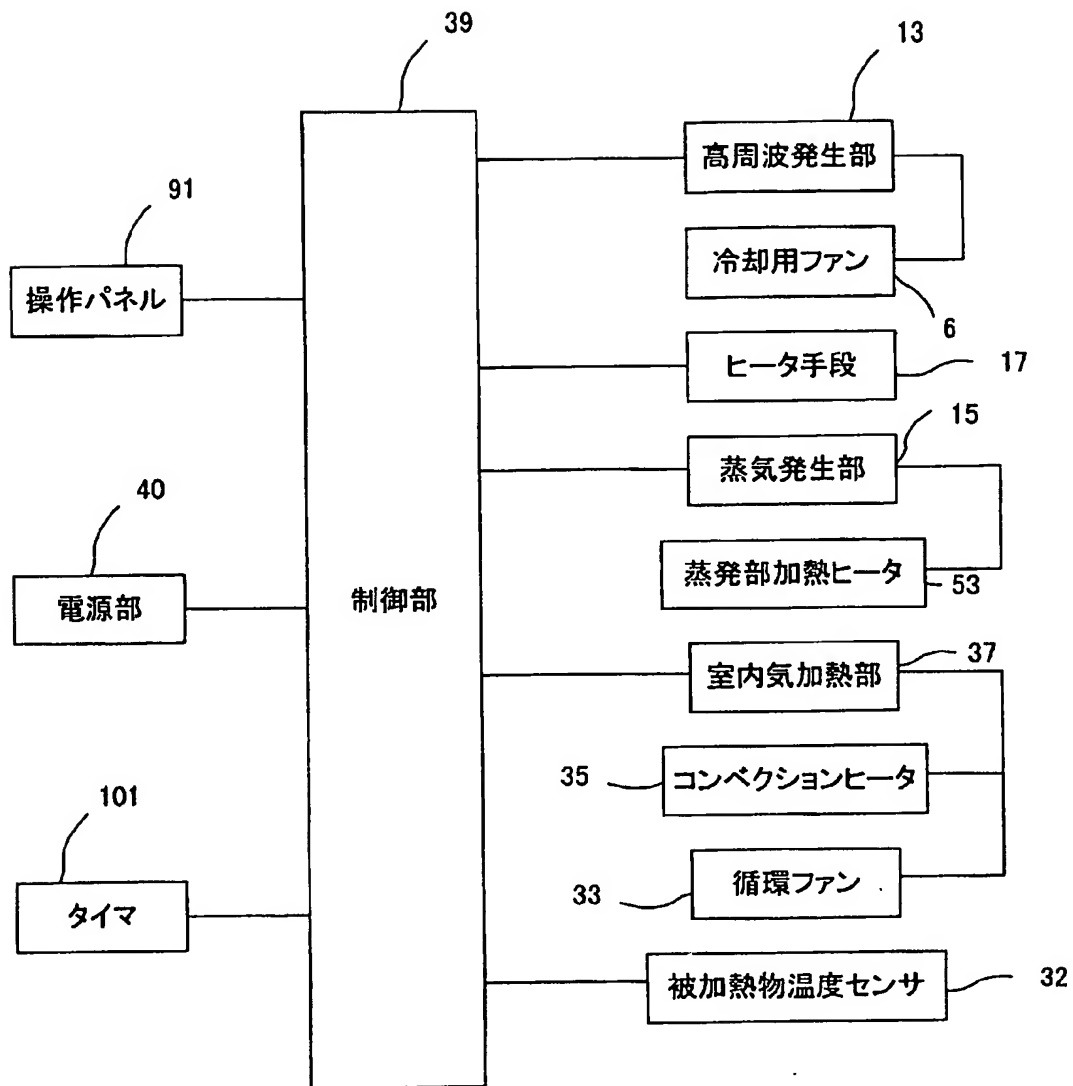 39
13
高周波発生部
91
冷却用ファン
操作パネル
6
ヒータ手段
17
15
蒸気発生部
40
蒸発部加熱ヒータ
53
制御部
電源部
37
室内気加熱部
35
コンベクションヒータ
101
循環ファン
33
タイマ
被加熱物温度センサ
32